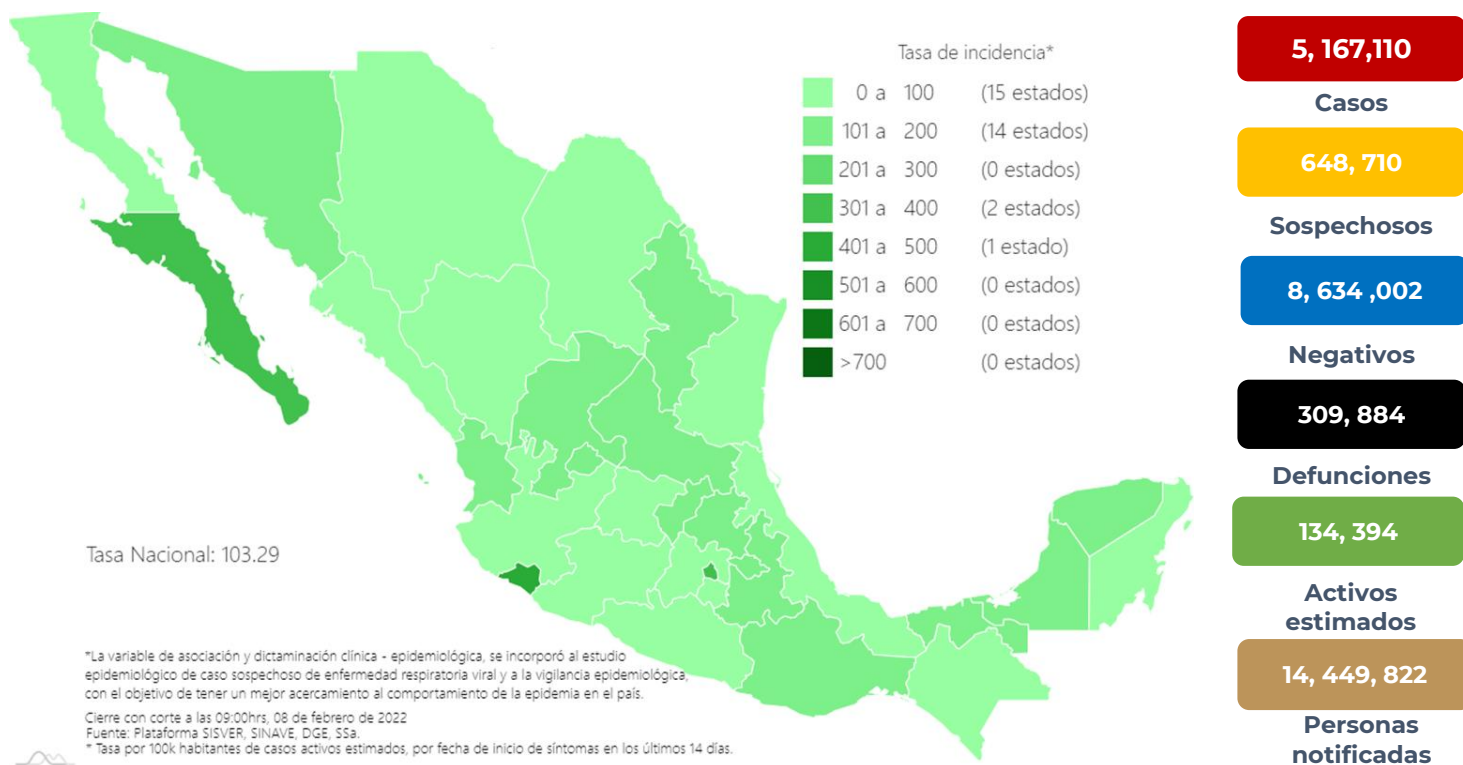 Tasa de incidencia*
0 a 100 (15 estados)
101 a 200 (14 estados)
201 a 300 (0 estados)
301 a 400 (2 estados)
401 a 500 (1 estado)
501 a 600 (0 estados)
601 a 700 (0 estados)
>700 (0 estados)
Tasa Nacional: 103.29
*La variable de asociación y dictaminación clínica - epidemiológica, se incorporó al estudio
epidemiológico de caso sospechoso de enfermedad respiratoria viral y a la vigilancia epidemiológica,
con el objetivo de tener un mejor acercamiento al comportamiento de la epidemia en el país.
Cierre con corte a las 09:00hrs, 08 de febrero de 2022
Fuente: Plataforma SISVER, SINAVE, DGE, SSa.
* Tasa por 100k habitantes de casos activos estimados, por fecha de inicio de síntomas en los últimos 14 días.
5, 167,110
Casos
648, 710
Sospechosos
8, 634 ,002
Negativos
309, 884
Defunciones
134, 394
Activos
estimados
14, 449, 822
Personas
notificadas